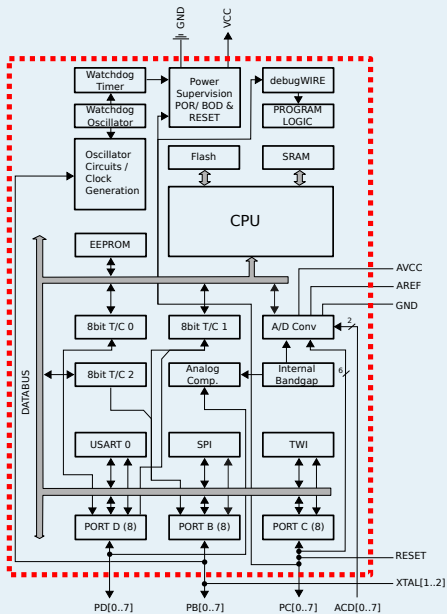 GND
VCC
Watchdog
Timer
Power
Supervision
POR/ BOD &
RESET
debugWIRE
Watchdog
Oscillator
PROGRAM
LOGIC
Oscillator
Circuits /
Clock
Generation
Flash
SRAM
CPU
EEPROM
AVCC
AREF
GND
8bit T/C 0
8bit T/C 1
A/D Conv
2
8bit T/C 2
Analog
Comp.
Internal
Bandgap
6
DATABUS
USART 0
SPI
TWI
PORT D (8)
PORT B (8)
PORT C (8)
RESET
XTAL[1..2]
PD[0..7]
PB[0..7]
PC[0..7]
ACD[0..7]